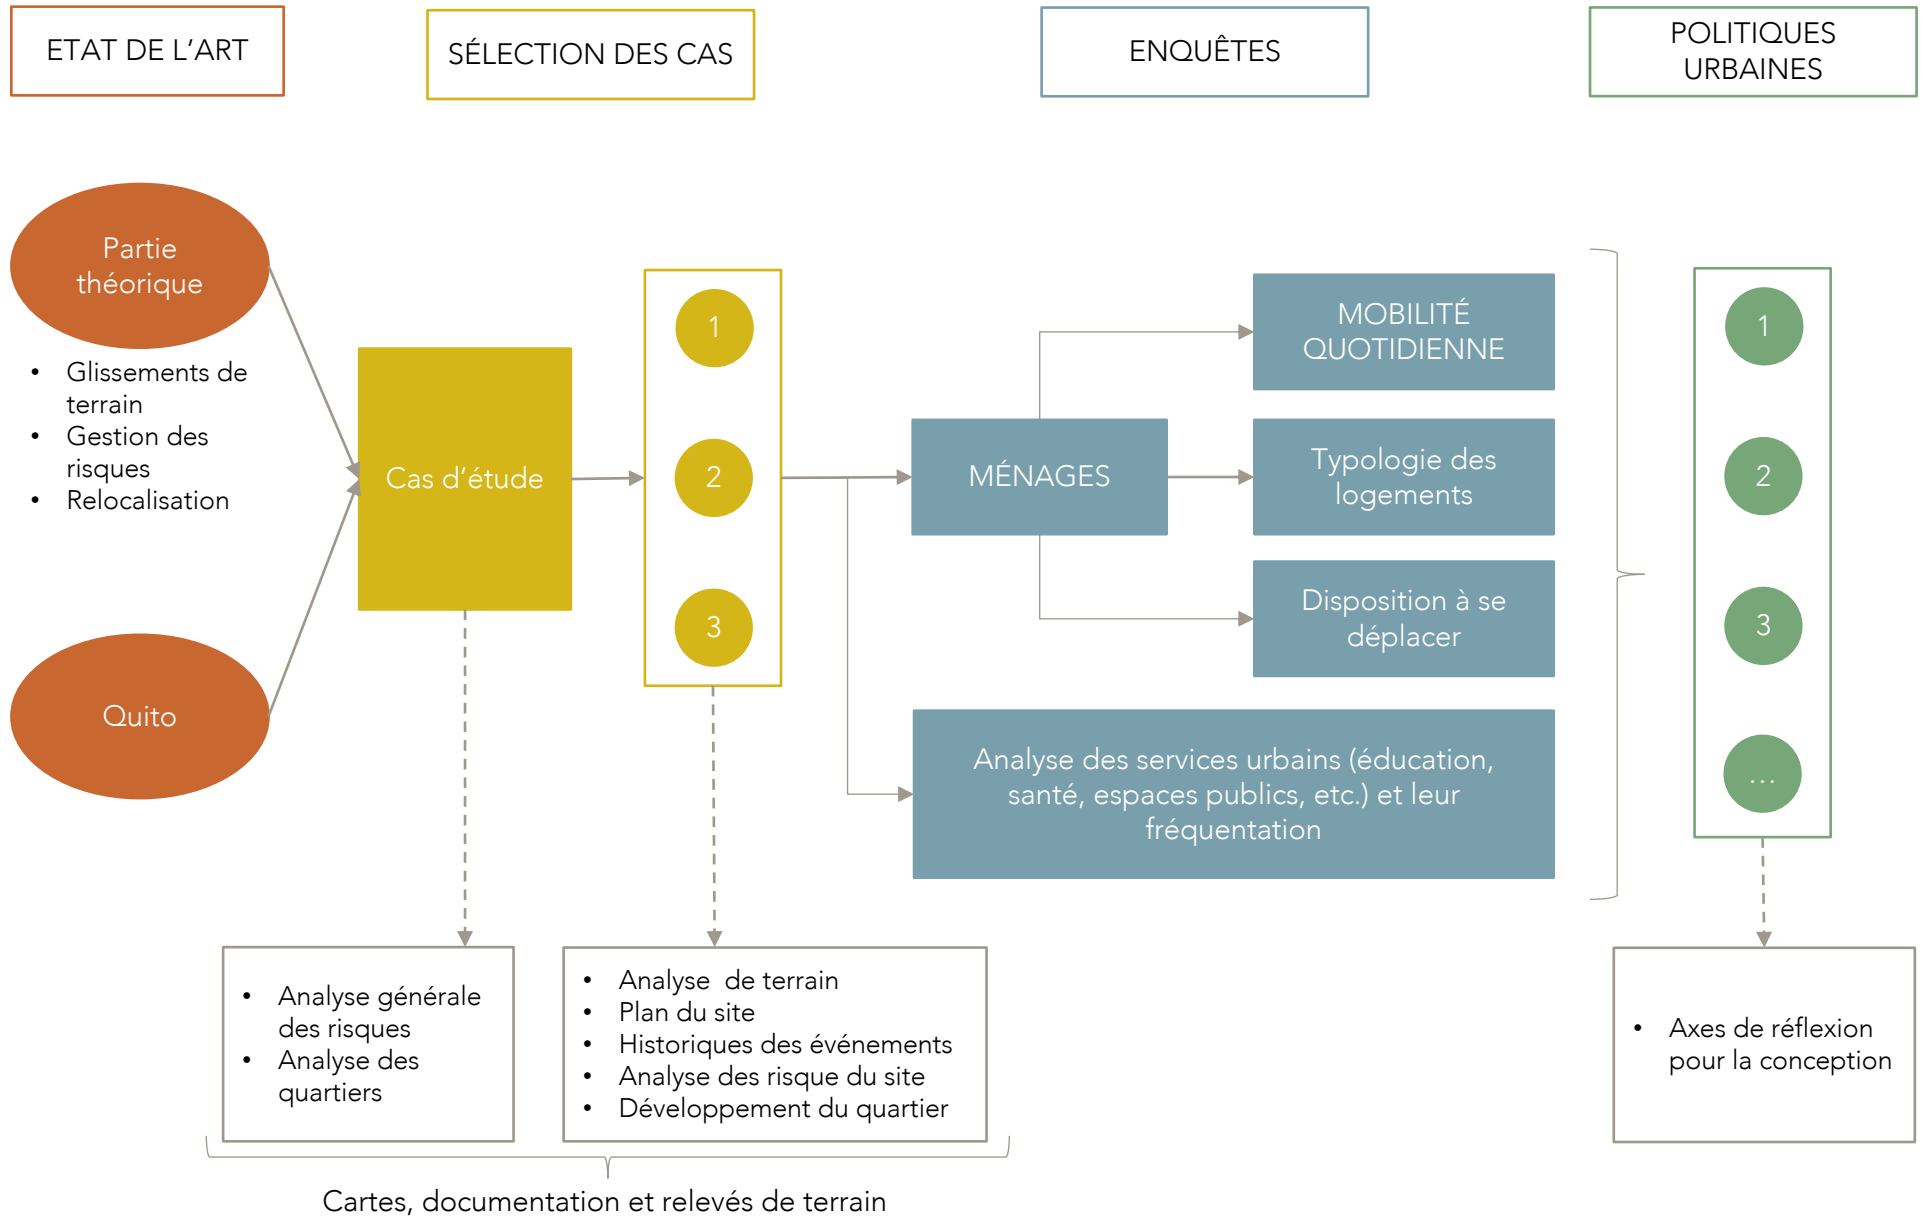 ETAT DE L’ART
SÉLECTION DES CAS
ENQUÊTES
POLITIQUES
URBAINES
Partie
théorique
• Glissements de
terrain
• Gestion des
risques
• Relocalisation
Quito
Cas d’étude
1
2
3
MÉNAGES
MOBILITÉ
QUOTIDIENNE
Typologie des
logements
Disposition à se
déplacer
Analyse des services urbains (éducation,
santé, espaces publics, etc.) et leur
fréquentation
1
2
3
...
• Analyse générale
des risques
• Analyse des
quartiers
• Analyse de terrain
• Plan du site
• Historiques des événements
• Analyse des risque du site
• Développement du quartier
• Axes de réflexion
pour la conception
Cartes, documentation et relevés de terrain